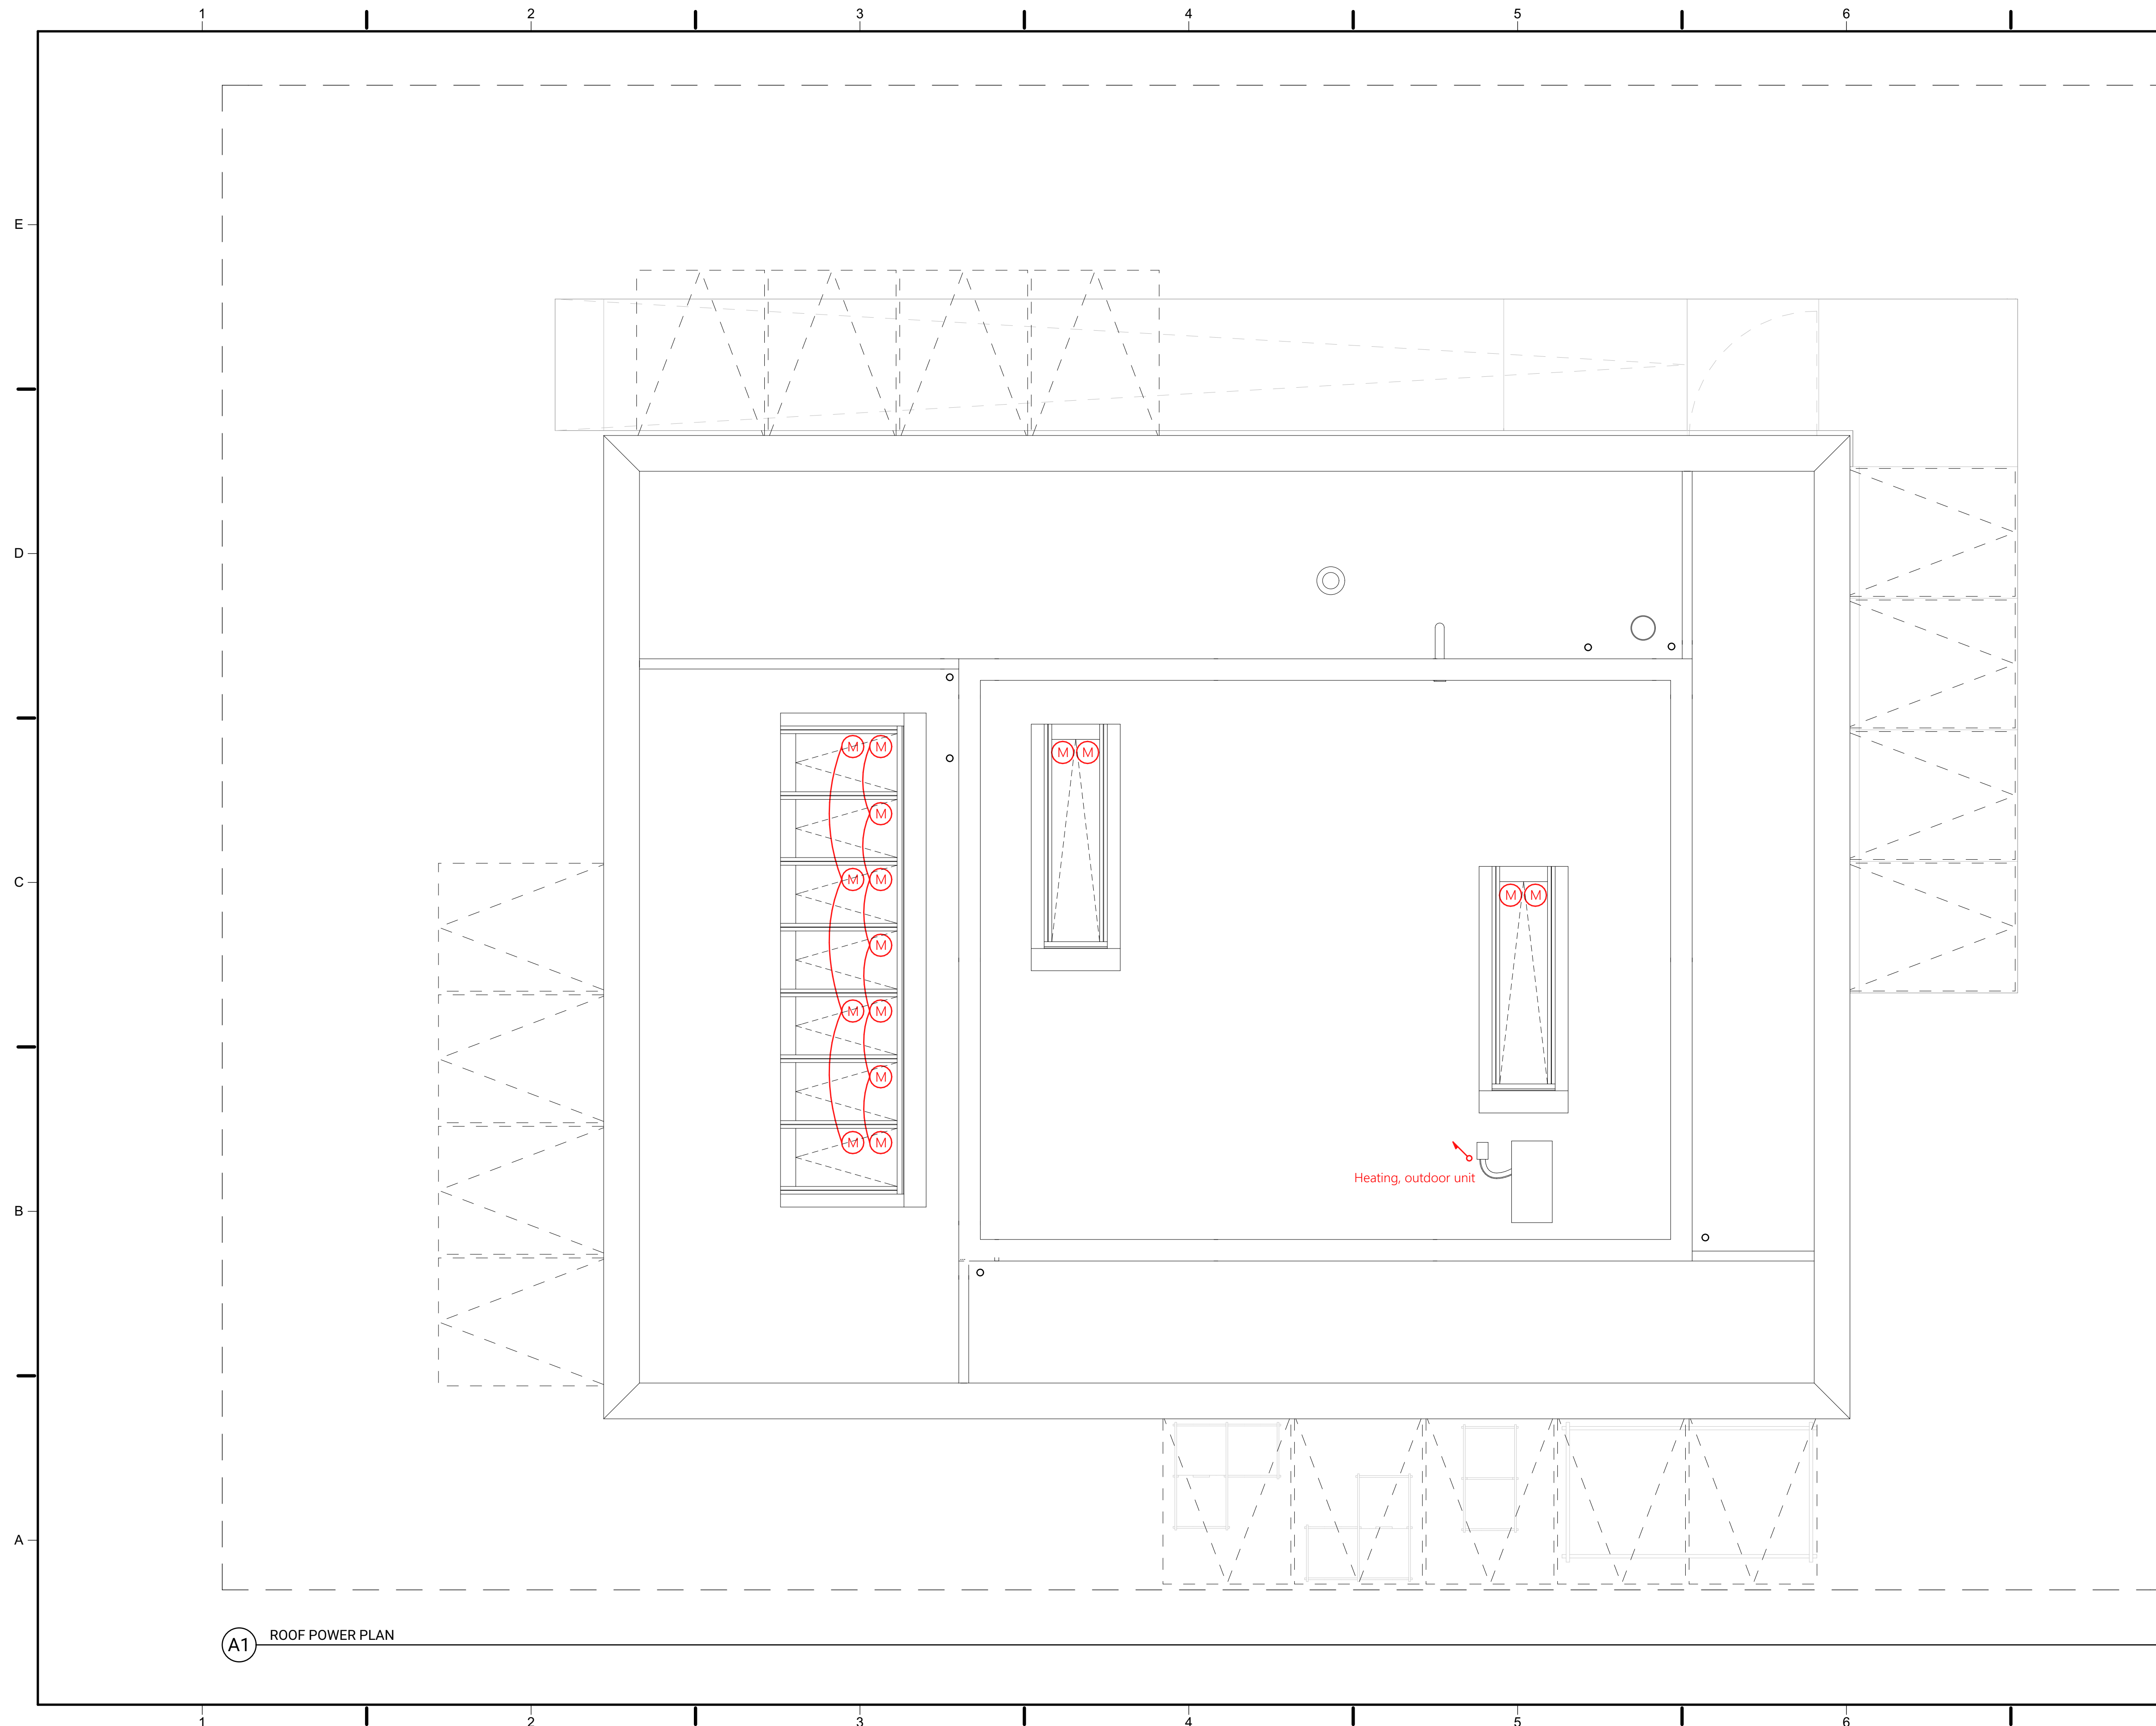 1 2 3 4 5 6
E
D
M M M M
M
C
M M
M M
M
M M
M
M M
Heating, outdoor unit
B
A
A1 ROOF POWER PLAN
1 2 3 4 5 6